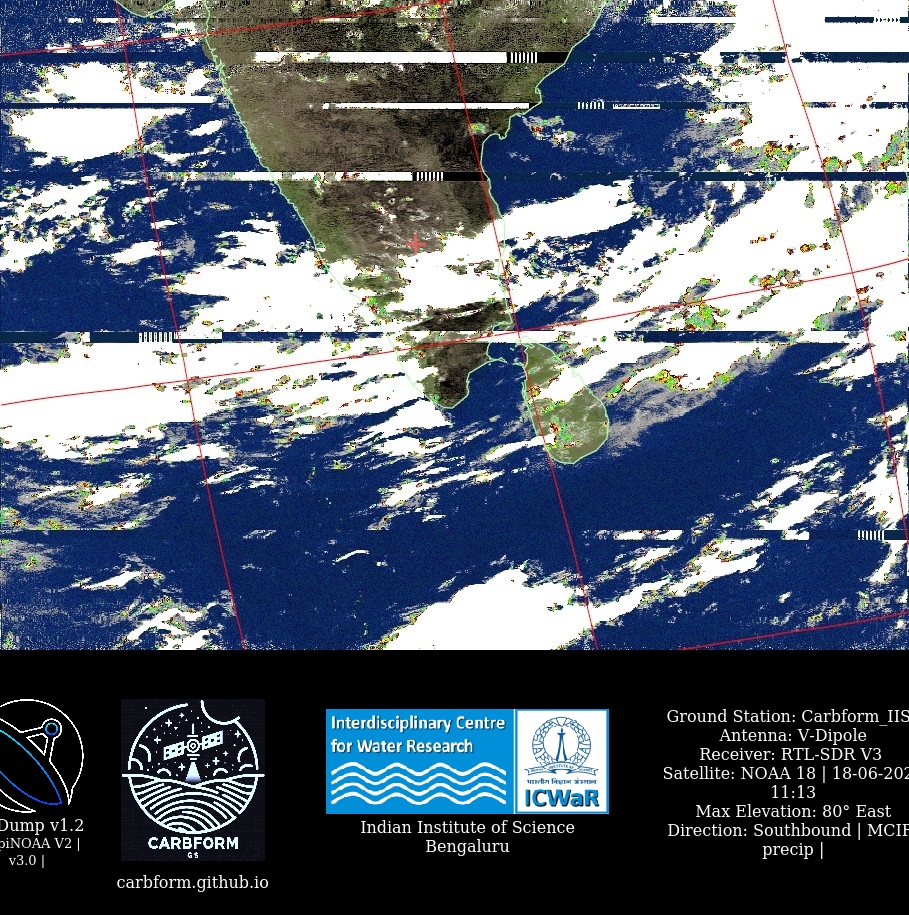 Dump v1.2
piNOAA V2 |
v3.0 |
CARBFORM
GS
carbform.github.io
Interdisciplinary Centre
for Water Research
भारतीय विज्ञान संस्थान
ICWaR
Indian Institute of Science
Bengaluru
Ground Station: Carbform_IIS
Antenna: V-Dipole
Receiver: RTL-SDR V3
Satellite: NOAA 18 | 18-06-202
11:13
Max Elevation: 80° East
Direction: Southbound | MCIR
precip |